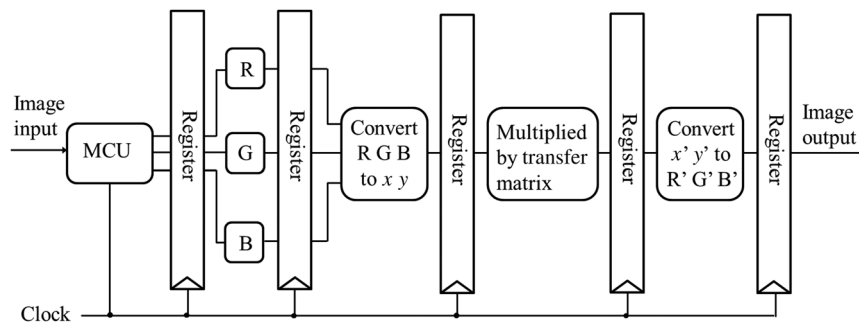 Image
input
MCU
Register
R
G
B
Register
Convert
R G B
to x y
Register
Multiplied
by transfer
matrix
Register
Convert
x’ y’ to
R’ G’ B’
Register
Image
output
Clock